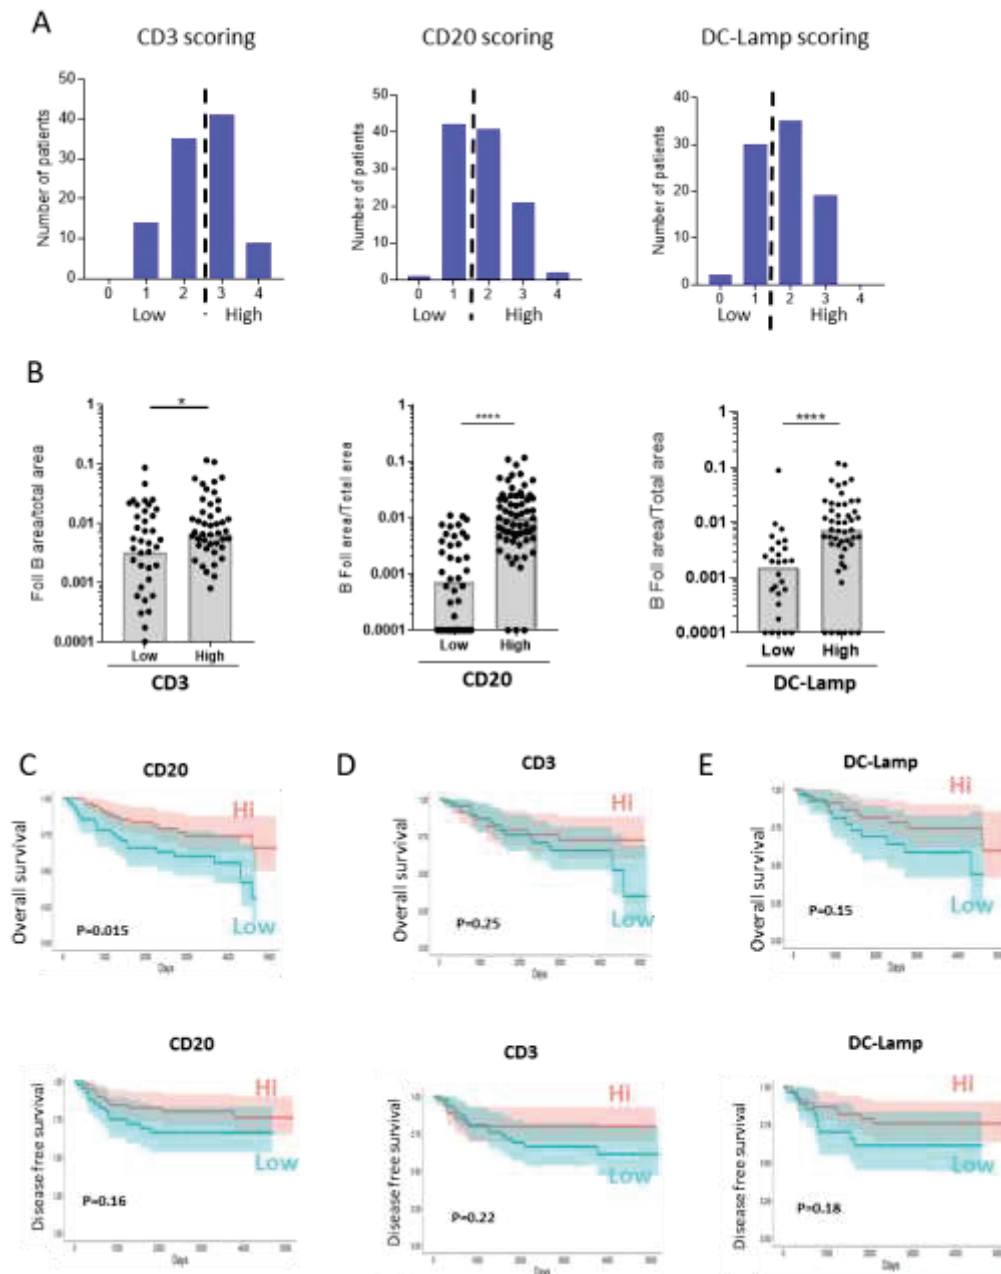 A
CD3 scoring
CD20 scoring
DC-Lamp scoring
Number of patients
50
40
30
20
10
0
0 1 2 3 4
Low High
Number of patients
50
40
30
20
10
0
0 1 2 3 4
Low High
Number of patients
40
30
20
10
0
0 1 2 3 4
Low High
B
Foll B area/total area
1
0.1
0.01
0.001
0.0001
*
Low High
CD3
B Foll area/Total area
1
0.1
0.01
0.001
0.0001
****
Low High
CD20
B Foll area/Total area
1
0.1
0.01
0.001
0.0001
****
Low High
DC-Lamp
C
CD20
Overall survival
Hi
Low
P=0.015
Days
D
CD3
Overall survival
Hi
Low
P=0.25
Days
E
DC-Lamp
Overall survival
Hi
Low
P=0.15
Days
CD20
Disease free survival
Hi
Low
P=0.16
Days
CD3
Disease free survival
Hi
Low
P=0.22
Days
DC-Lamp
Disease free survival
Hi
Low
P=0.18
Days